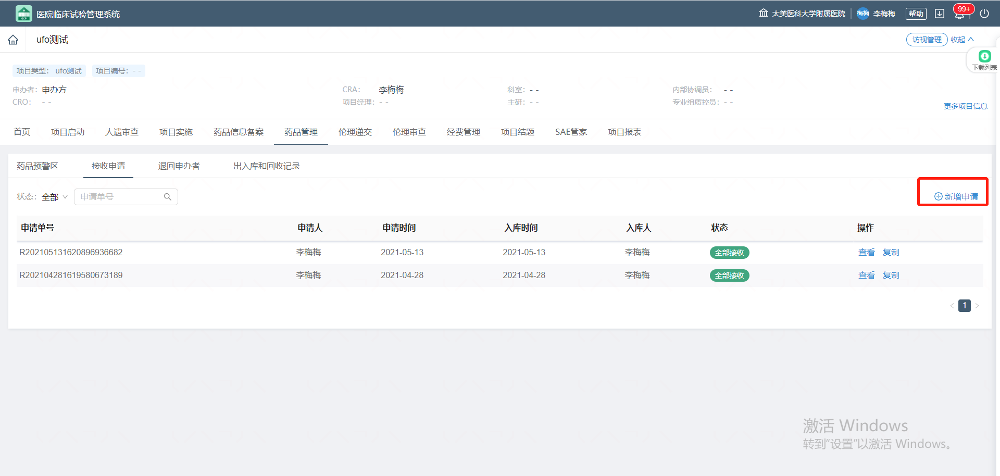 医院临床试验管理系统
太美医科大学附属医院 梅梅 李梅梅 帮助 99+
ufo测试
访视管理 收起
下载列表
项目类型： ufo测试 项目编号：- -
申办者：申办方 CRA： 李梅梅 科室：- - 内部协调员： - -
CRO： - - 项目经理：- - 主研：- - 专业组质控员：- -
更多项目信息
首页 项目启动 人遗审查 项目实施 药品信息备案 药品管理 伦理递交 伦理审查 经费管理 项目结题 SAE管家 项目报表
药品预警区 接收申请 退回申办者 出入库和回收记录
状态：全部 申请单号 新增申请
申请单号 申请人 申请时间 入库时间 入库人 状态 操作
R202105131620896936682 李梅梅 2021-05-13 2021-05-13 李梅梅 全部接收 查看 复制
R202104281619580673189 李梅梅 2021-04-28 2021-04-28 李梅梅 全部接收 查看 复制
< 1 >
激活 Windows
转到“设置”以激活 Windows。
GCP